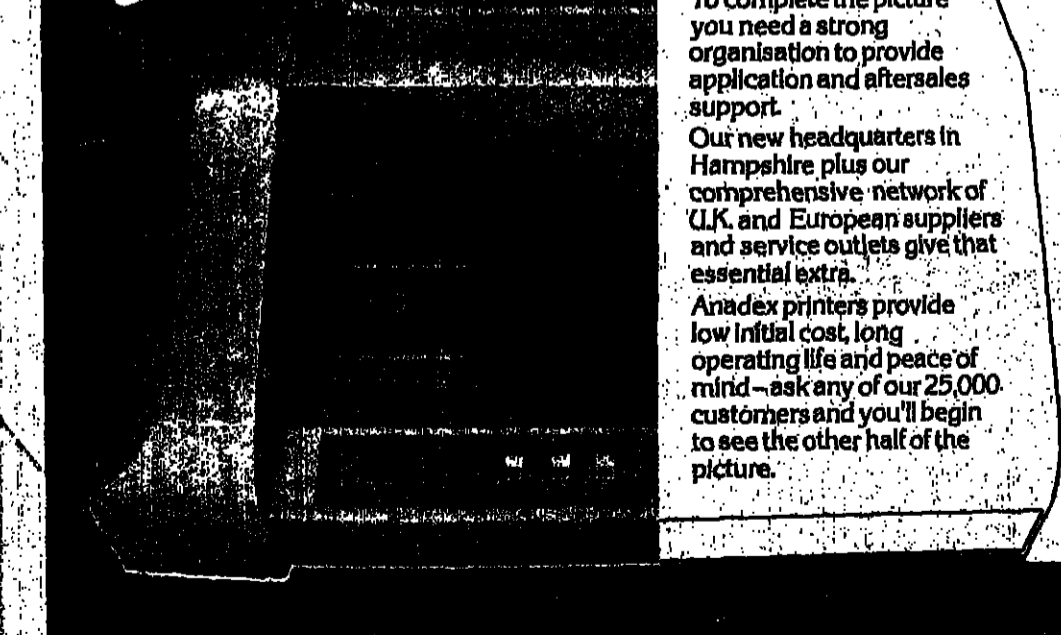 To complete the picture
you need a strong
organisation to provide
application and aftersales
support.
Our new headquarters in
Hampshire plus our
comprehensive network of
U.K. and European suppliers
and service outlets give that
essential extra.
Anadex printers provide
low initial cost, long
operating life and peace of
mind–ask any of our 25,000
customers and you'll begin
to see the other half of the
picture.